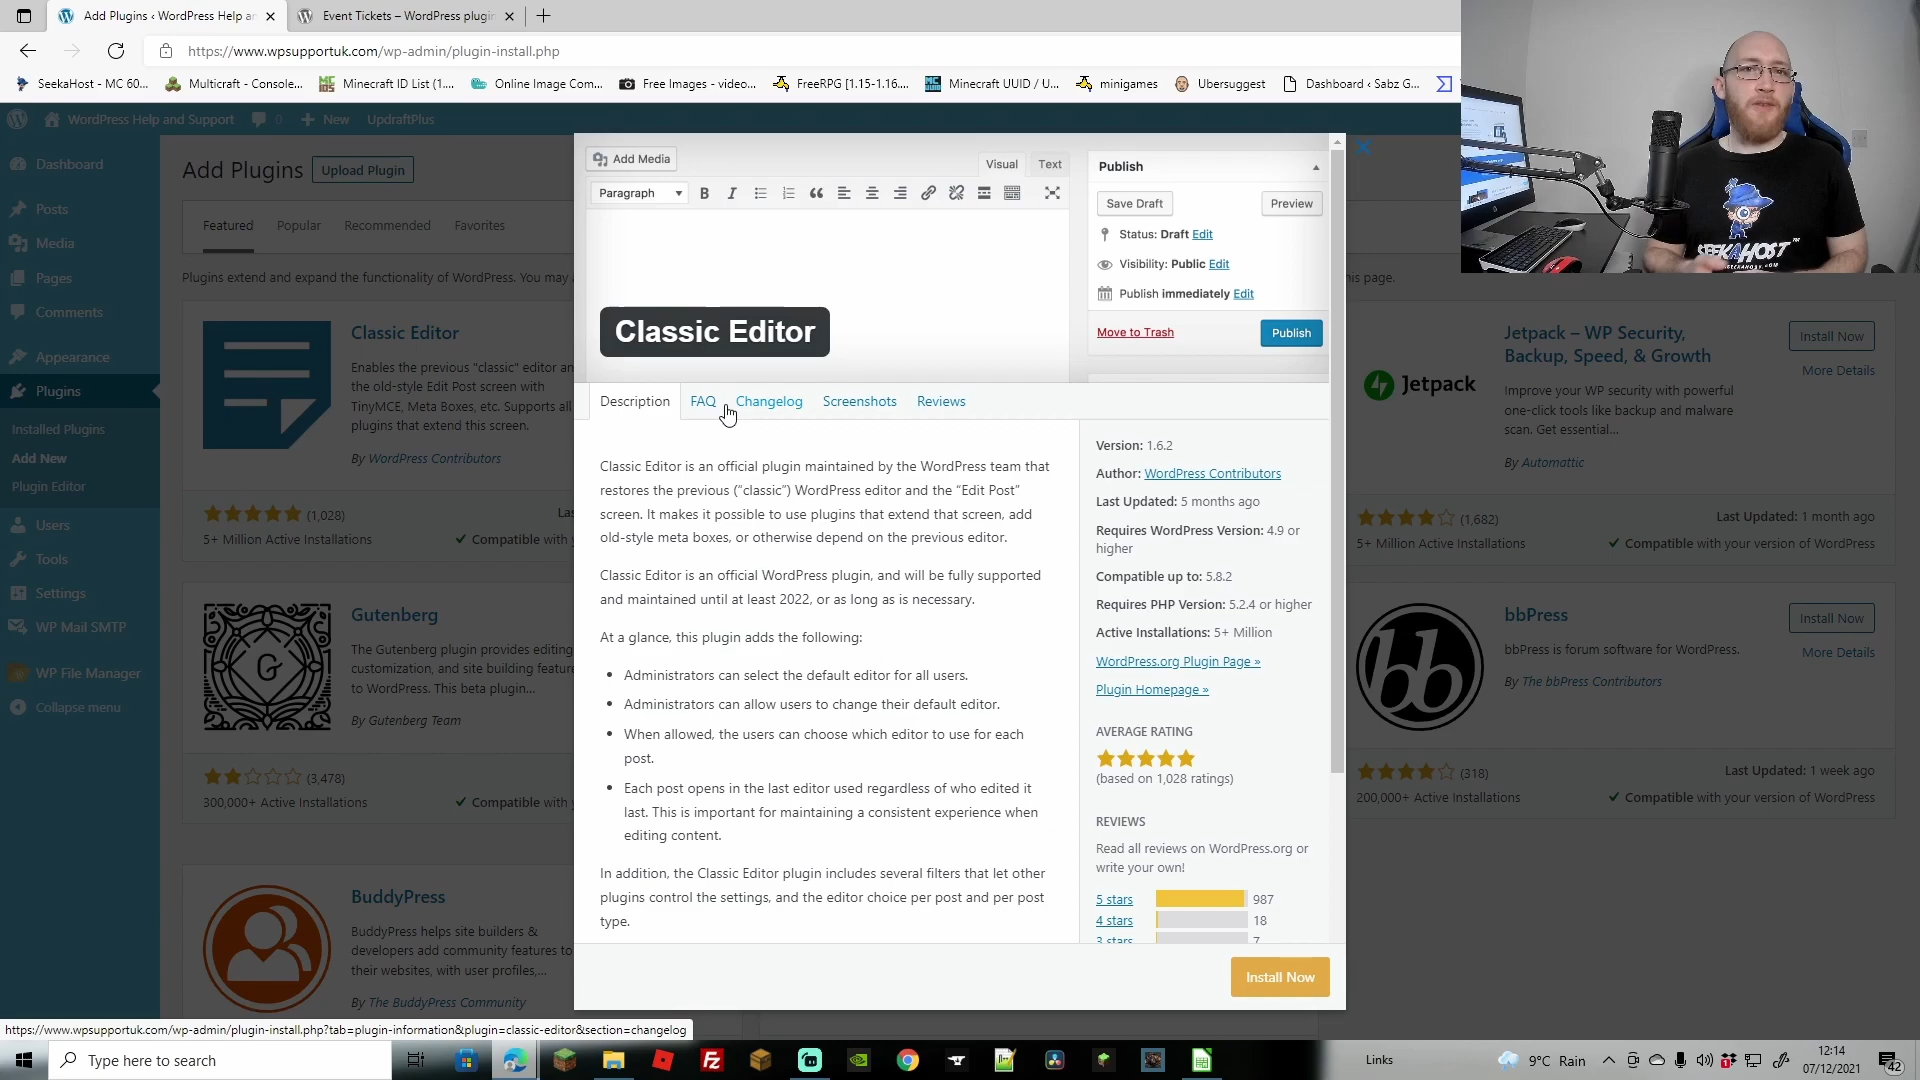 Add Plugins ‹ WordPress Help an
Event Tickets – WordPress plugin
https://www.wpsupportuk.com/wp-admin/plugin-install.php
SeekaHost - MC 60...
Multicraft - Console...
Minecraft ID List (1....
Online Image Com...
Free Images - video...
FreeRPG [1.15-1.16....
Minecraft UUID / U...
minigames
Ubersuggest
Dashboard ‹ Sabz G...
WordPress Help and Support
0
New
UpdraftPlus
Dashboard
Posts
Media
Pages
Comments
Appearance
Plugins
Installed Plugins
Add New
Plugin Editor
Users
Tools
Settings
WP Mail SMTP
WP File Manager
Collapse menu
Add Plugins
Upload Plugin
Featured
Popular
Recommended
Favorites
Plugins extend and expand the functionality of WordPress. You may
his page.
Classic Editor
Enables the previous "classic" editor an
the old-style Edit Post screen with
TinyMCE, Meta Boxes, etc. Supports all
plugins that extend this screen.
By WordPress Contributors
(1,028)
Las
5+ Million Active Installations
Compatible with
Gutenberg
The Gutenberg plugin provides editing
customization, and site building feature
to WordPress. This beta plugin...
By Gutenberg Team
(3,478)
300,000+ Active Installations
Compatible with y
BuddyPress
BuddyPress helps site builders &
developers add community features to
their websites, with user profiles,...
By The BuddyPress Community
Add Media
Visual
Text
Paragraph
B
I
Publish
Save Draft
Preview
Status: Draft Edit
Visibility: Public Edit
Publish immediately Edit
Move to Trash
Publish
Classic Editor
Description
FAQ
Changelog
Screenshots
Reviews
Classic Editor is an official plugin maintained by the WordPress team that
restores the previous (“classic”) WordPress editor and the “Edit Post”
screen. It makes it possible to use plugins that extend that screen, add
old-style meta boxes, or otherwise depend on the previous editor.
Classic Editor is an official WordPress plugin, and will be fully supported
and maintained until at least 2022, or as long as is necessary.
At a glance, this plugin adds the following:
• Administrators can select the default editor for all users.
• Administrators can allow users to change their default editor.
• When allowed, the users can choose which editor to use for each
post.
• Each post opens in the last editor used regardless of who edited it
last. This is important for maintaining a consistent experience when
editing content.
In addition, the Classic Editor plugin includes several filters that let other
plugins control the settings, and the editor choice per post and per post
type.
Version: 1.6.2
Author: WordPress Contributors
Last Updated: 5 months ago
Requires WordPress Version: 4.9 or
higher
Compatible up to: 5.8.2
Requires PHP Version: 5.2.4 or higher
Active Installations: 5+ Million
WordPress.org Plugin Page »
Plugin Homepage »
AVERAGE RATING
(based on 1,028 ratings)
REVIEWS
Read all reviews on WordPress.org or
write your own!
5 stars 987
4 stars 18
3 stars 7
Install Now
Jetpack
Jetpack – WP Security,
Backup, Speed, & Growth
Install Now
More Details
Improve your WP security with powerful
one-click tools like backup and malware
scan. Get essential...
By Automattic
(1,682)
Last Updated: 1 month ago
5+ Million Active Installations
Compatible with your version of WordPress
bb
bbPress
Install Now
More Details
bbPress is forum software for WordPress.
By The bbPress Contributors
(318)
Last Updated: 1 week ago
200,000+ Active Installations
Compatible with your version of WordPress
SEEKAHOST™
SEEKAHOST.COM
https://www.wpsupportuk.com/wp-admin/plugin-install.php?tab=plugin-information&plugin=classic-editor&section=changelog
Type here to search
Links
9°C Rain
12:14
07/12/2021
42